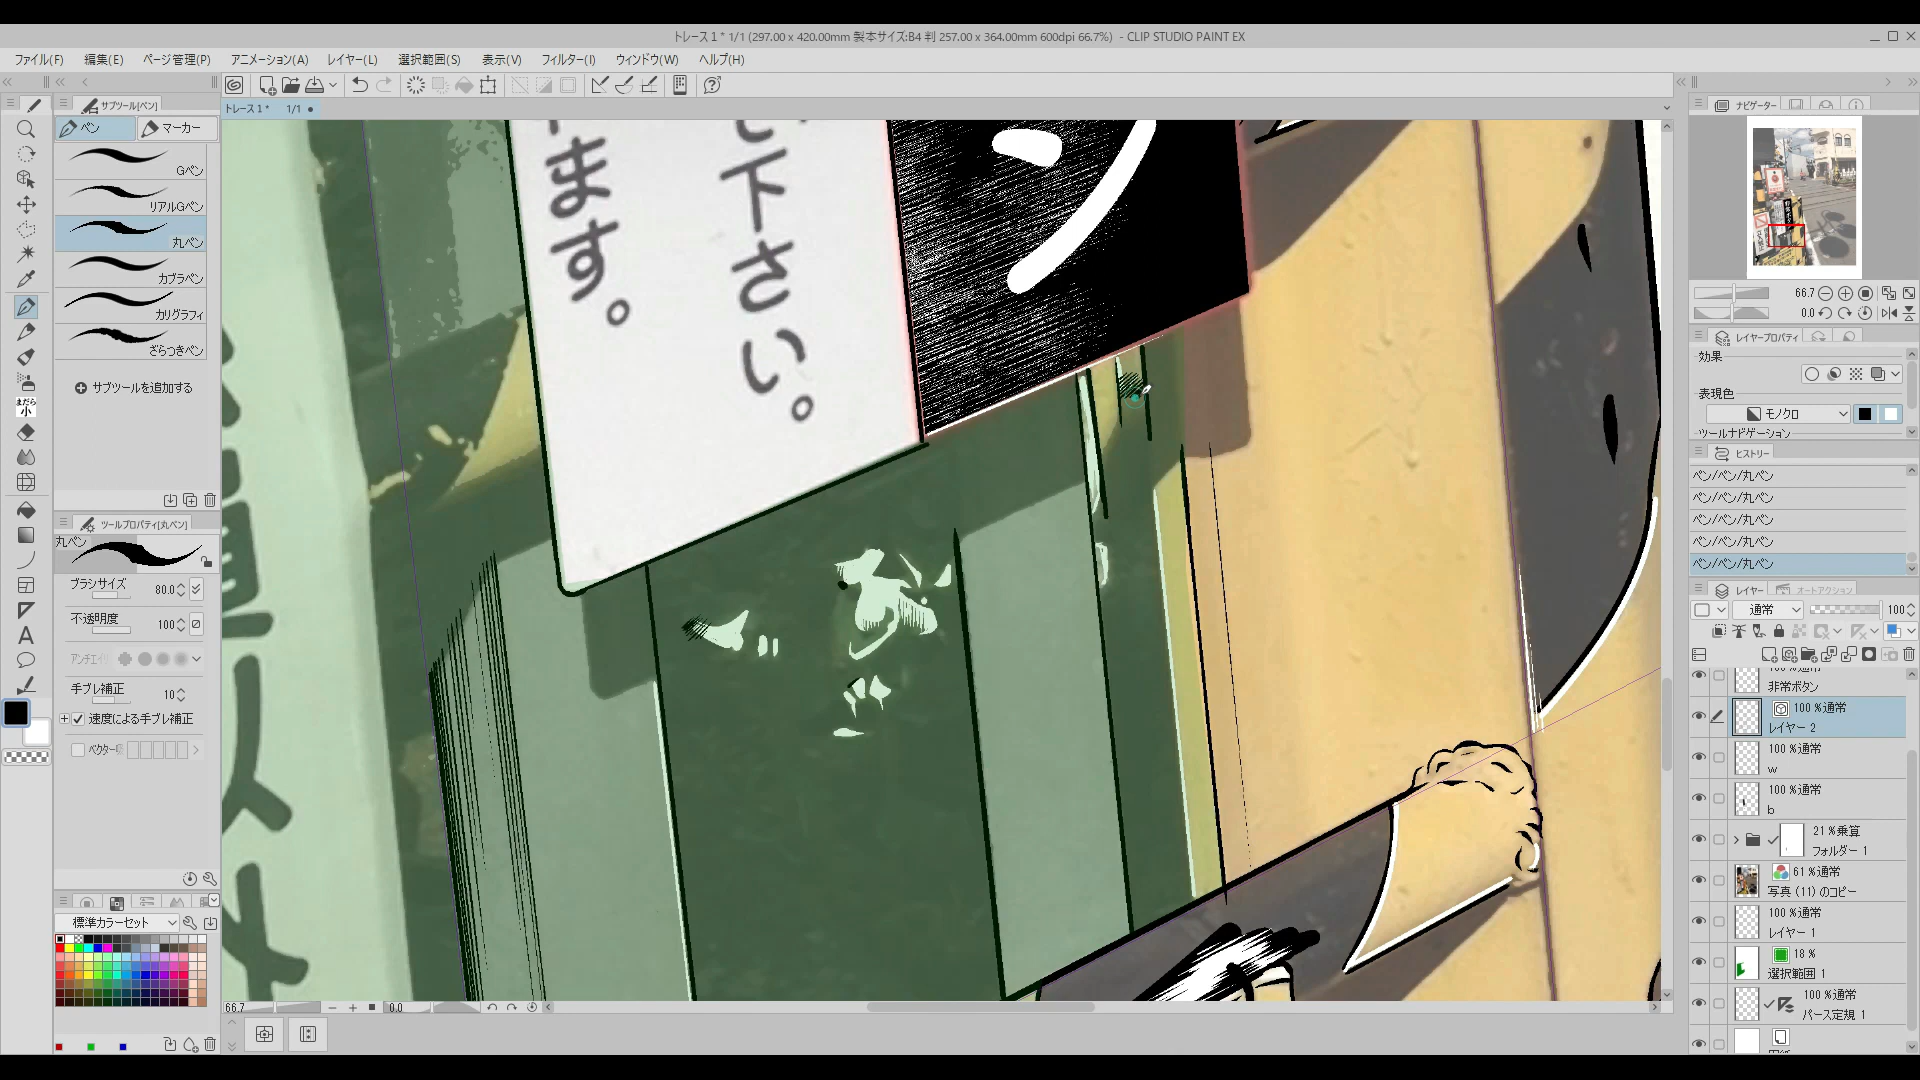 トレース1* 1/1 (297.00 x 420.00mm 製本サイズ:B4 判 257.00 x 364.00mm 600dpi 66.7%) - CLIP STUDIO PAINT EX
ファイル(F) 編集(E) ページ管理(P) アニメーション(A) レイヤー(L) 選択範囲(S) 表示(V) フィルター(I) ウィンドウ(W) ヘルプ(H)
サブツール[ペン]
トレース1* 1/1
ペン マーカー
Gペン
リアルGペン
丸ペン
カブラペン
カリグラフィ
ざらつきペン
サブツールを追加する
まだら
小
ツールプロパティ[丸ペン]
丸ペン
ブラシサイズ 80.0
不透明度 100
手ブレ補正 10
速度による手ブレ補正
標準カラーセット
下さい。
ます。
66.7 0.0
ナビゲーター
66.7
0.0
レイヤープロパティ
効果
表現色
モノクロ
ツールナビゲーション
ヒストリー
ペン/ペン/丸ペン
ペン/ペン/丸ペン
ペン/ペン/丸ペン
ペン/ペン/丸ペン
ペン/ペン/丸ペン
レイヤー オートアクション
通常 100
非常ボタン
100 %通常
レイヤー 2
100 %通常
w
100 %通常
b
21 %乗算
フォルダー 1
61 %通常
写真 (11) のコピー
100 %通常
レイヤー 1
18 %
選択範囲 1
100 %通常
パース定規 1